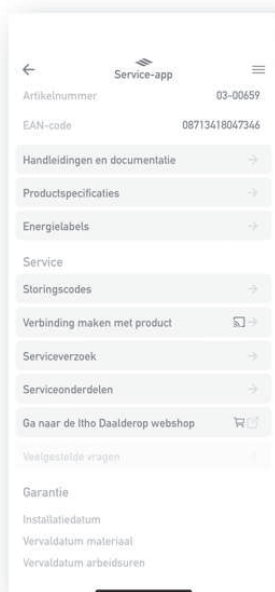 Service-app
Artikelnummer 03-00659
EAN-code 08713418047346
Handleidingen en documentatie
Productspecificaties
Energielabels
Service
Storingscodes
Verbinding maken met product
Serviceverzoek
Serviceonderdelen
Ga naar de Itho Daalderop webshop
Veelgestelde vragen
Garantie
Installatiedatum
Vervaldatum materiaal
Vervaldatum arbeidsuren